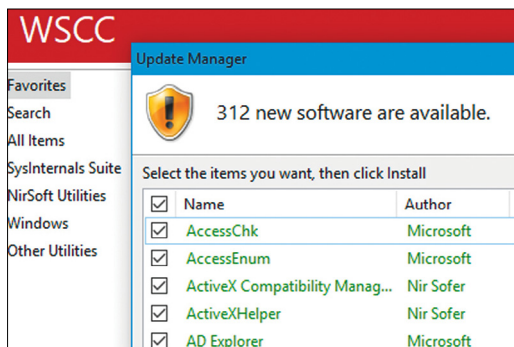 WSCC
Update Manager
Favorites
Search
All Items
SysInternals Suite
NirSoft Utilities
Windows
Other Utilities
312 new software are available.
Select the items you want, then click Install
Name Author
AccessChk Microsoft
AccessEnum Microsoft
ActiveX Compatibility Manag... Nir Sofer
ActiveXHelper Nir Sofer
AD Explorer Microsoft